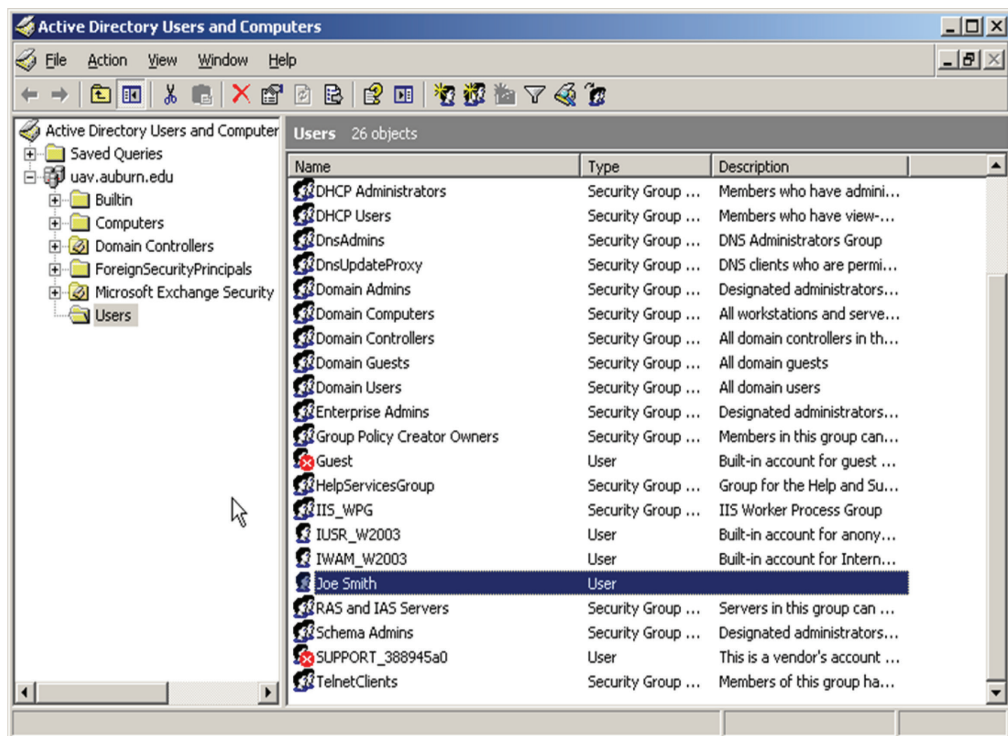 Active Directory Users and Computers
File Action View Window Help
Active Directory Users and Computer
Saved Queries
uav.auburn.edu
Builtin
Computers
Domain Controllers
ForeignSecurityPrincipals
Microsoft Exchange Security
Users
Users 26 objects
Name Type Description
DHCP Administrators Security Group ... Members who have admini...
DHCP Users Security Group ... Members who have view-...
DnsAdmins Security Group ... DNS Administrators Group
DnsUpdateProxy Security Group ... DNS clients who are permi...
Domain Admins Security Group ... Designated administrators...
Domain Computers Security Group ... All workstations and serve...
Domain Controllers Security Group ... All domain controllers in th...
Domain Guests Security Group ... All domain guests
Domain Users Security Group ... All domain users
Enterprise Admins Security Group ... Designated administrators...
Group Policy Creator Owners Security Group ... Members in this group can...
Guest User Built-in account for guest ...
HelpServicesGroup Security Group ... Group for the Help and Su...
IIS_WPG Security Group ... IIS Worker Process Group
IUSR_W2003 User Built-in account for anony...
IWAM_W2003 User Built-in account for Intern...
Joe Smith User
RAS and IAS Servers Security Group ... Servers in this group can ...
Schema Admins Security Group ... Designated administrators...
SUPPORT_388945a0 User This is a vendor's account ...
TelnetClients Security Group ... Members of this group ha...